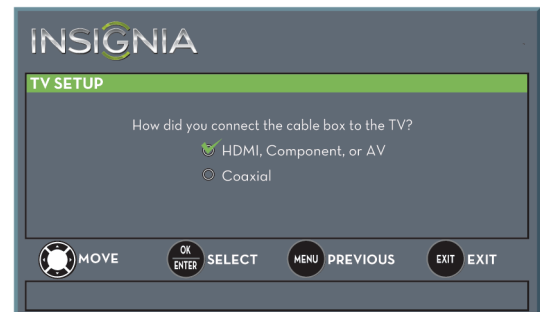 INSIGNIA
TV SETUP
How did you connect the cable box to the TV?
HDMI, Component, or AV
Coaxial
MOVE OK ENTER SELECT MENU PREVIOUS EXIT EXIT